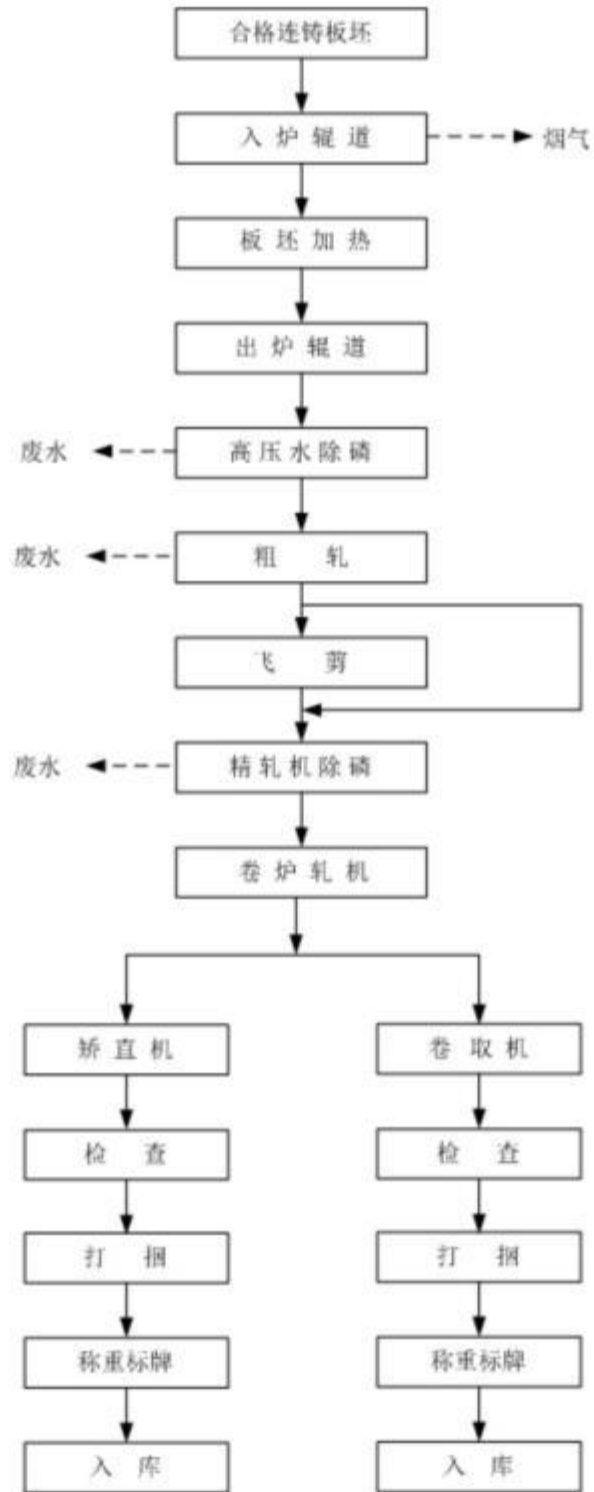 合格连铸板坯
入炉辊道
烟气
板坯加热
出炉辊道
废水
高压水除磷
废水
粗 轧
飞 剪
废水
精轧机除磷
卷炉轧机
矫直机
卷取机
检 查
检 查
打 捆
打 捆
称重标牌
称重标牌
入 库
入 库